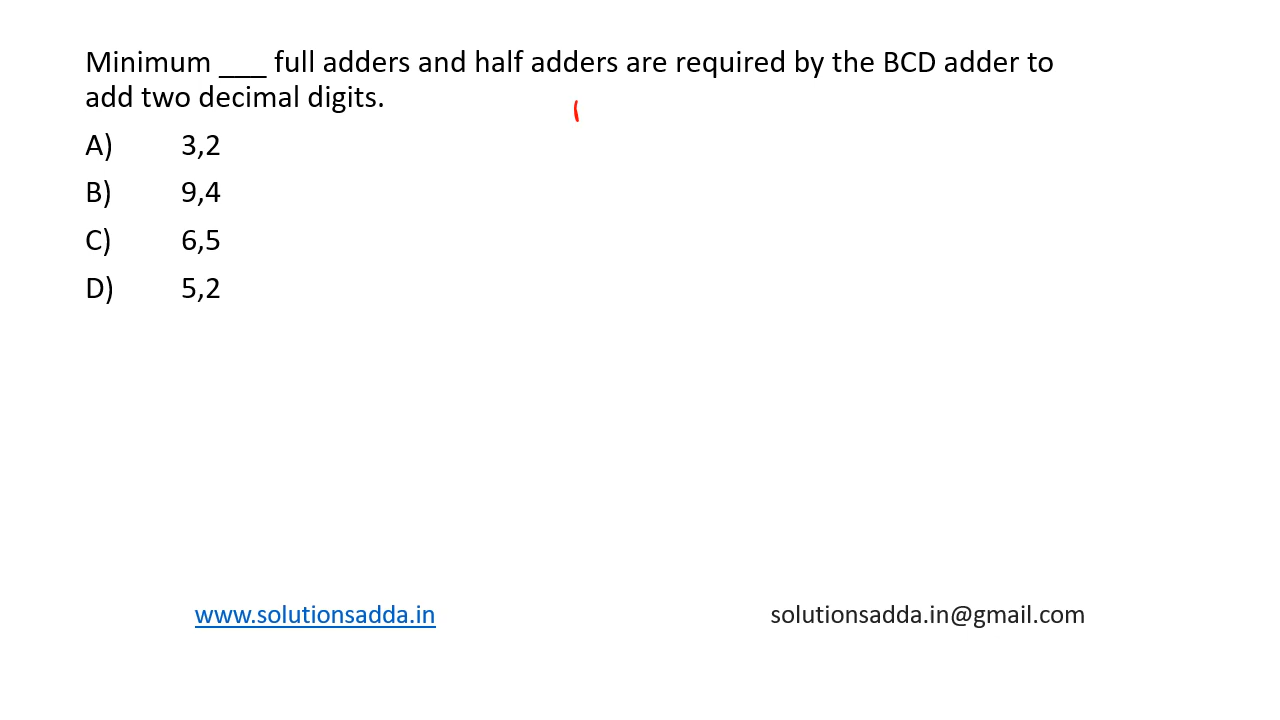 Minimum ___ full adders and half adders are required by the BCD adder to
add two decimal digits.
A) 3,2
B) 9,4
C) 6,5
D) 5,2
www.solutionsadda.in
solutionsadda.in@gmail.com